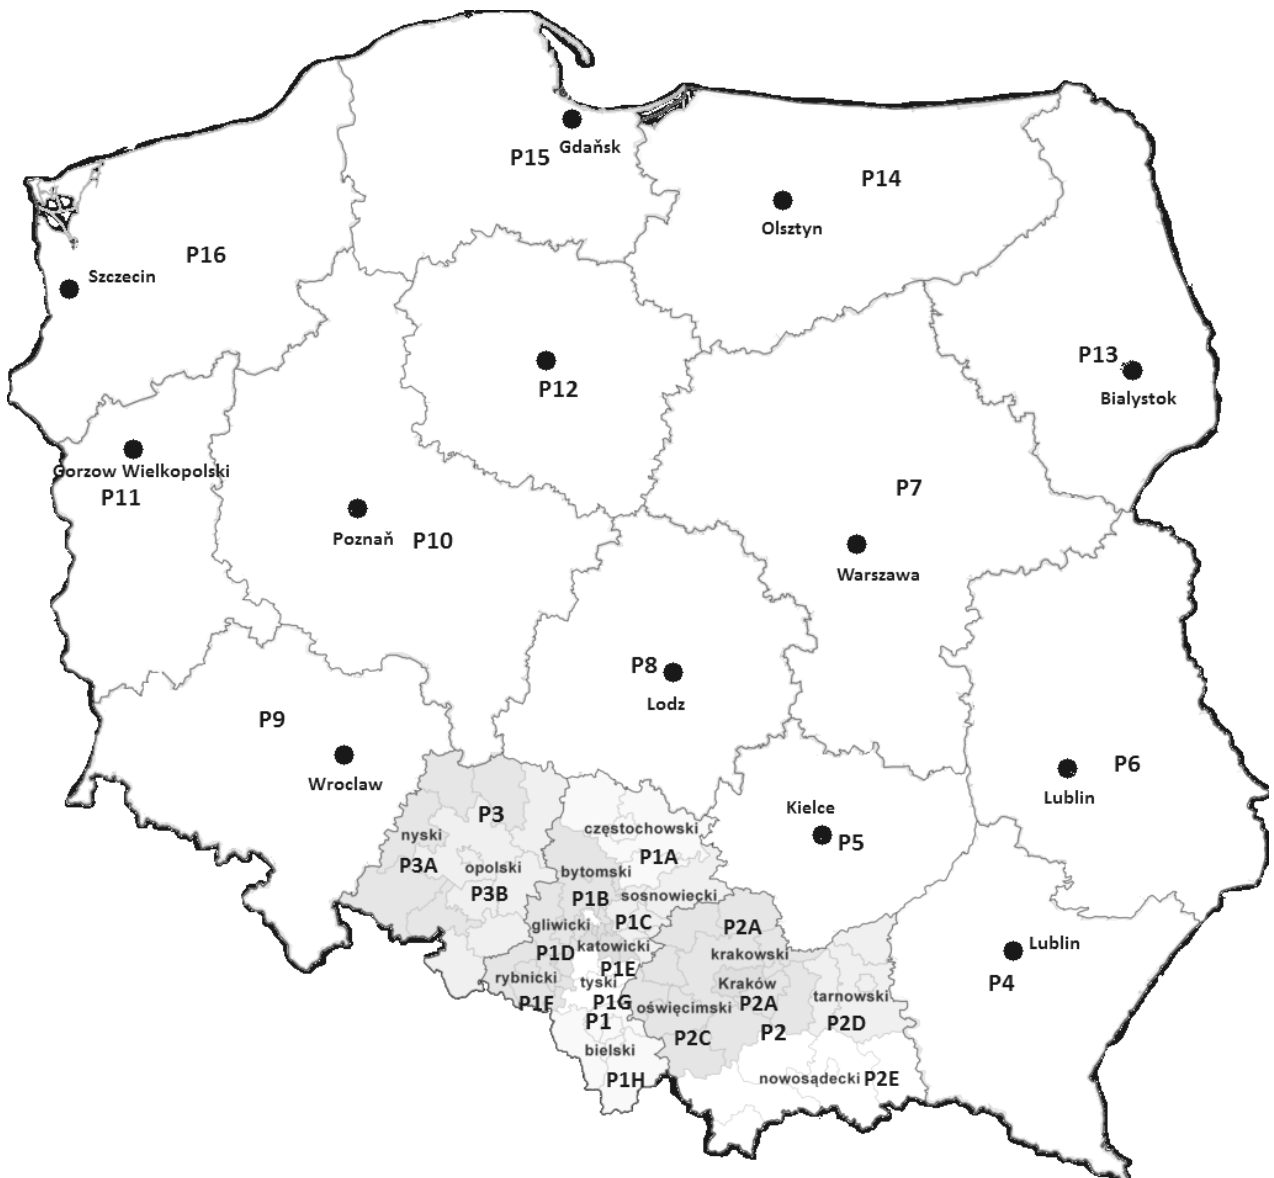 Gdaňsk
P15
P14
Olsztyn
P16
Szczecin
P13
Bialystok
P12
Gorzow Wielkopolski
P11
P7
Poznaň P10
Warszawa
P8
Lodz
P9
Wroclaw
P6
Lublin
Kielce
P5
P3
częstochowski
nyski
P1A
P3A
opolski
bytomski
P3B
P1B
sosnowiecki
gliwicki
P1C
P2A
katowicki
P1D
krakowski
Lublin
P1E
rybnicki
tyski
Kraków
P4
P1F
P1G
oświęcimski
P2A
tarnowski
P1
P2C
P2
P2D
bielski
P1H
nowosądecki P2E